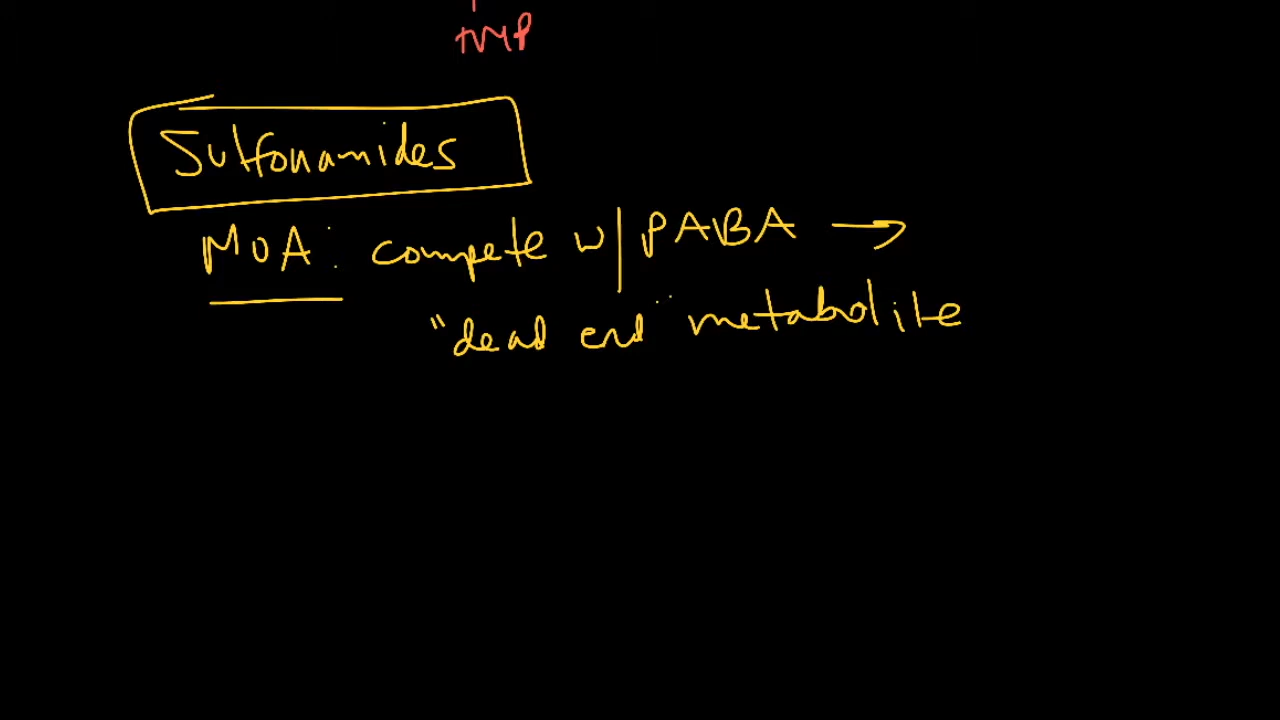 TMP
Sulfonamides
MOA: compete w/ PABA →
"dead end" metabolite